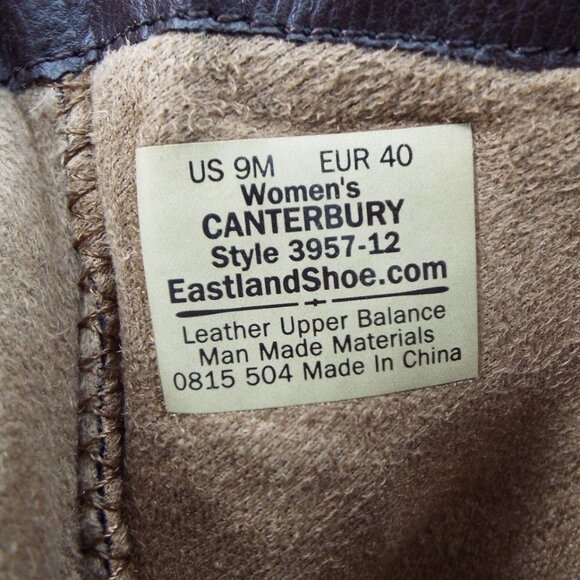 US 9M EUR 40
Women's
CANTERBURY
Style 3957-12
EastlandShoe.com
Leather Upper Balance
Man Made Materials
0815 504 Made In China